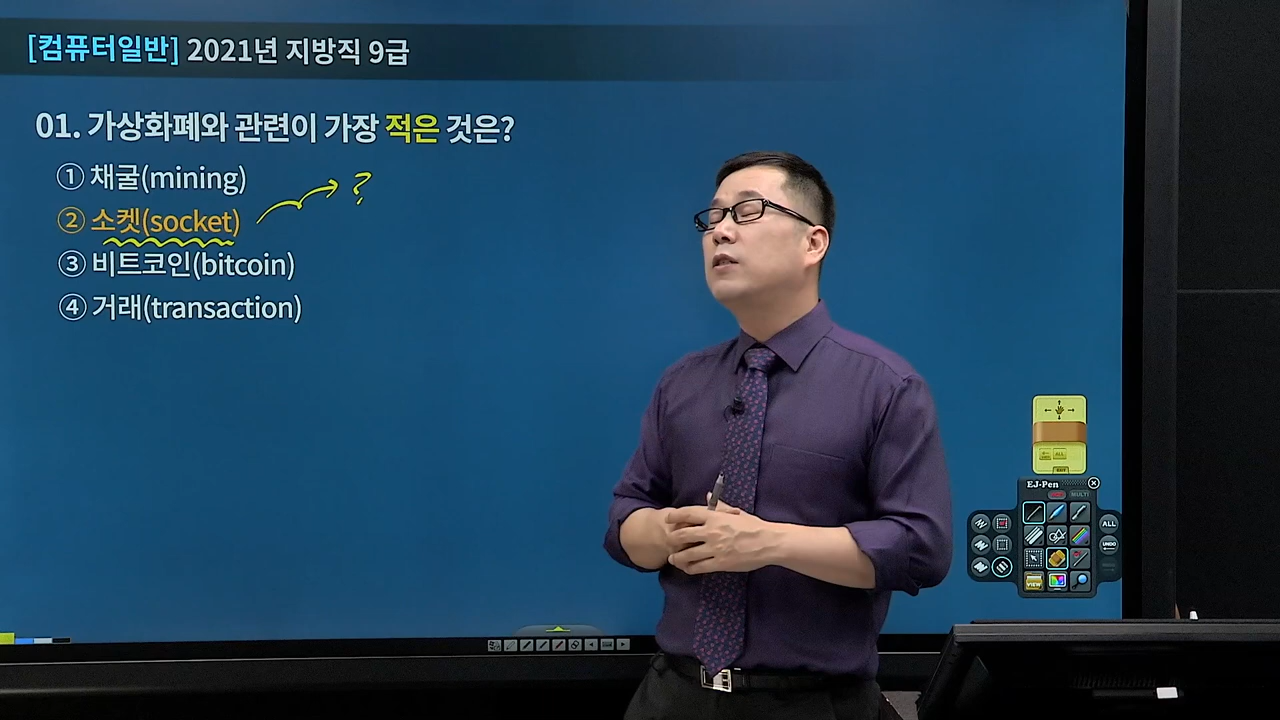 [컴퓨터일반] 2021년 지방직 9급
01. 가상화폐와 관련이 가장 적은 것은?
① 채굴(mining)
?
② 소켓(socket)
③ 비트코인(bitcoin)
④ 거래(transaction)
EJ-Pen
MULTI
ALL
UNDO
VIEW